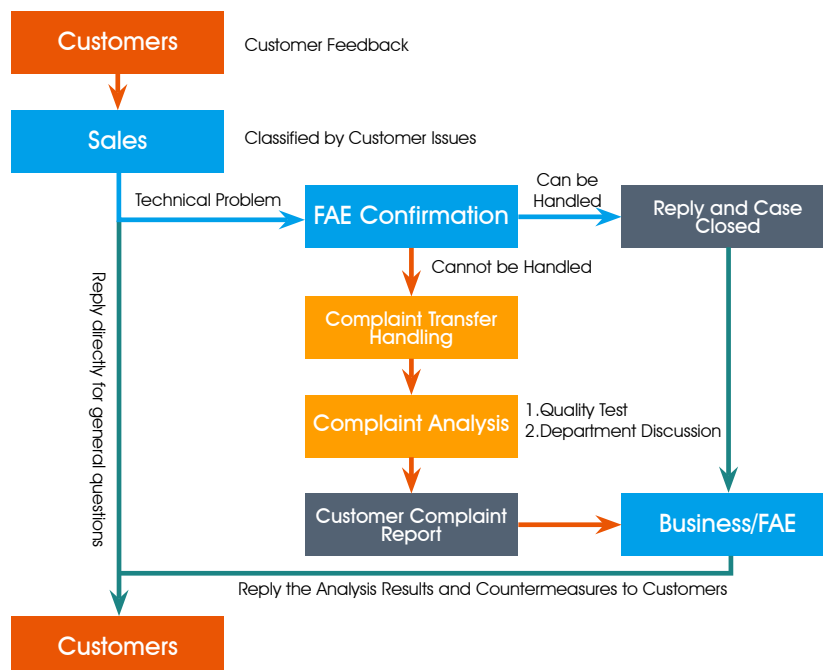 Customers
Customer Feedback
Sales
Classified by Customer Issues
Technical Problem
FAE Confirmation
Can be
Handled
Reply and Case
Closed
Cannot be Handled
Reply directly for general questions
Complaint Transfer
Handling
Complaint Analysis
1.Quality Test
2.Department Discussion
Customer Complaint
Report
Business/FAE
Reply the Analysis Results and Countermeasures to Customers
Customers